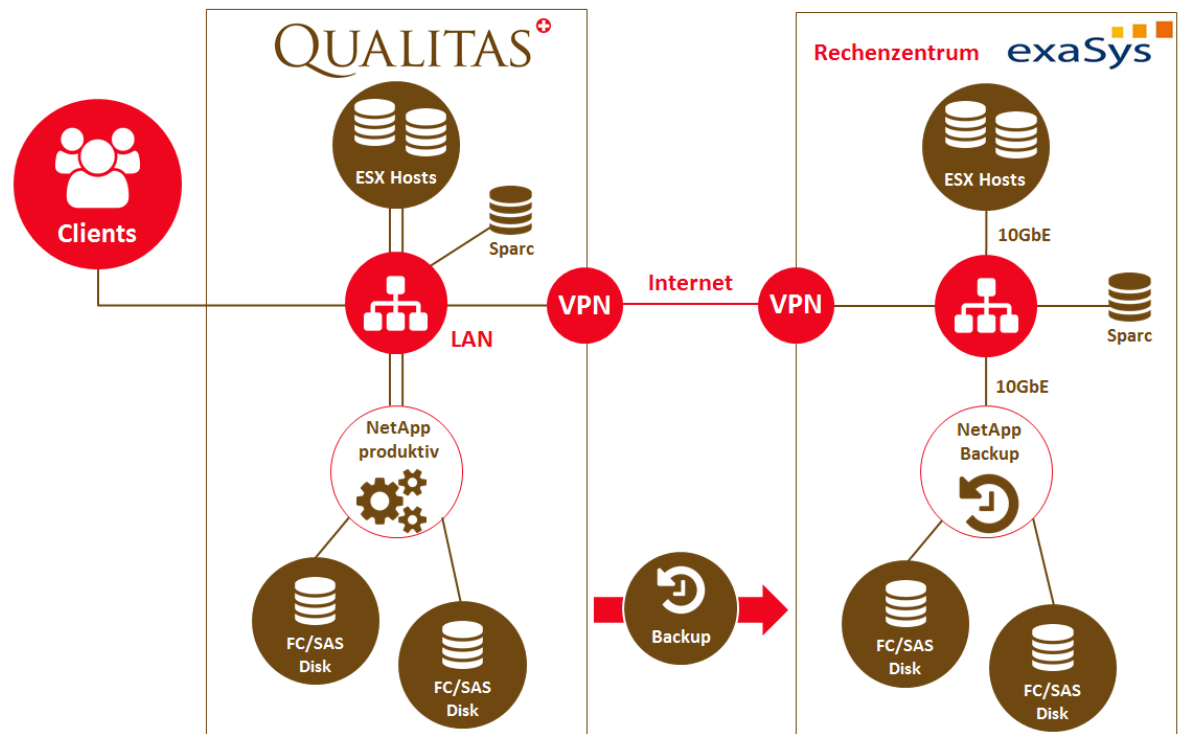 QUALITAS
Rechenzentrum
exaSys
Clients
ESX Hosts
Sparc
LAN
VPN
Internet
VPN
ESX Hosts
10GbE
Sparc
10GbE
NetApp
produktiv
FC/SAS
Disk
FC/SAS
Disk
Backup
NetApp
Backup
FC/SAS
Disk
FC/SAS
Disk